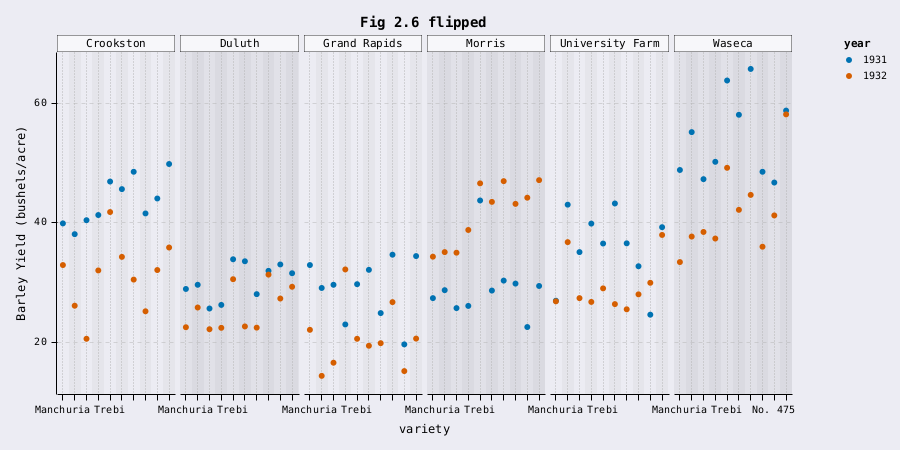 Fig 2.6 flipped
Crookston Duluth Grand Rapids Morris University Farm Waseca
year
1931
1932
60
40
20
Barley Yield (bushels/acre)
Manchuria Trebi Manchuria Trebi Manchuria Trebi Manchuria Trebi Manchuria Trebi Manchuria Trebi No. 475
variety